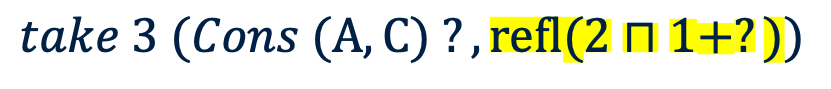 take 3 (Cons (A, C) ? , refl(2 ⊓ 1+? ))